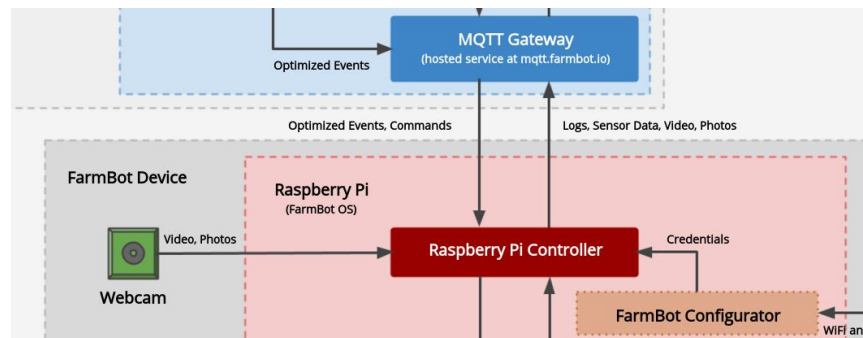 MQTT Gateway
(hosted service at mqtt.farmbot.io)
Optimized Events
Optimized Events, Commands
Logs, Sensor Data, Video, Photos
FarmBot Device
Raspberry Pi
(FarmBot OS)
Video, Photos
Raspberry Pi Controller
Credentials
Webcam
FarmBot Configurator
WiFi an